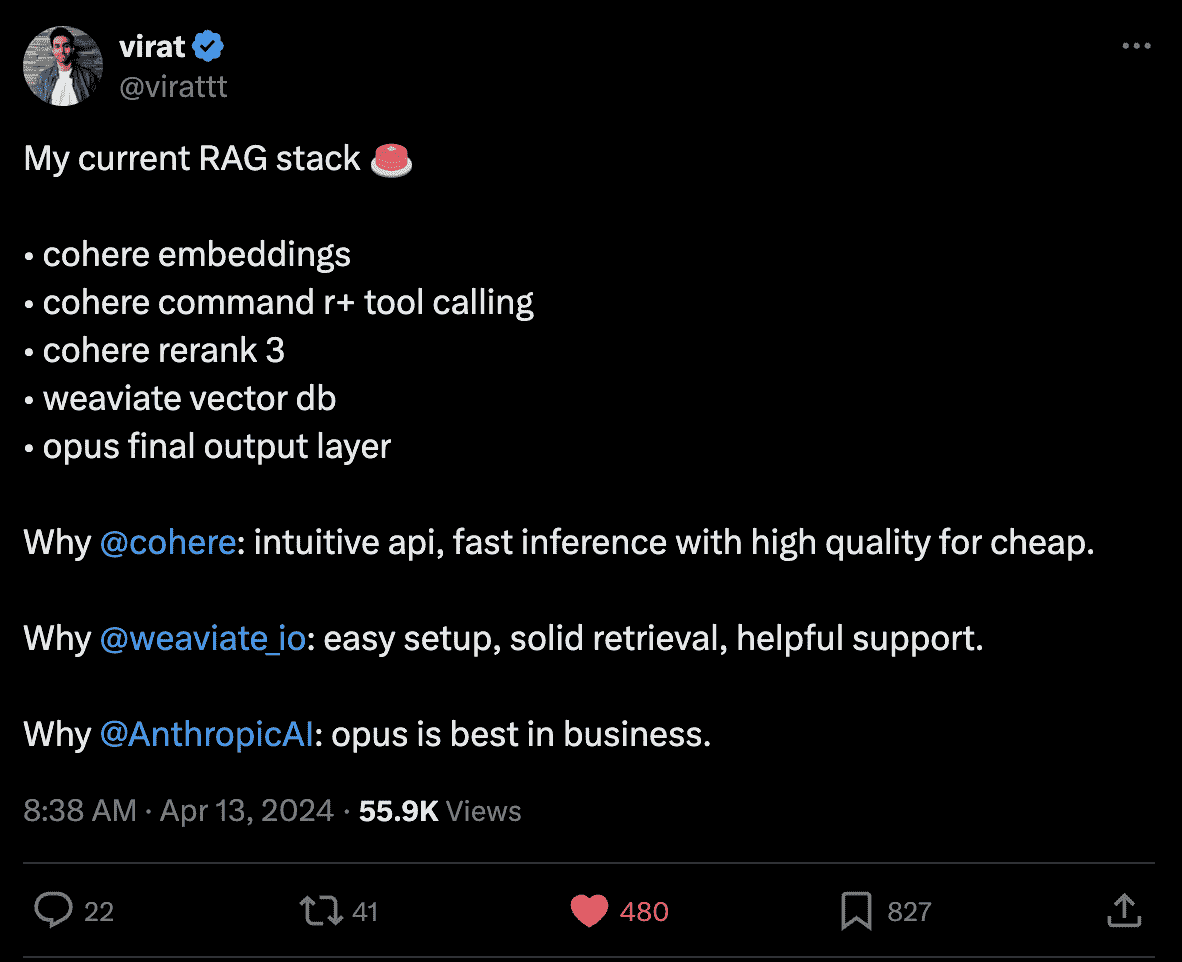 virat
@virattt
My current RAG stack
• cohere embeddings
• cohere command r+ tool calling
• cohere rerank 3
• weaviate vector db
• opus final output layer
Why @cohere: intuitive api, fast inference with high quality for cheap.
Why @weaviate_io: easy setup, solid retrieval, helpful support.
Why @AnthropicAI: opus is best in business.
8:38 AM · Apr 13, 2024 · 55.9K Views
22 41 480 827